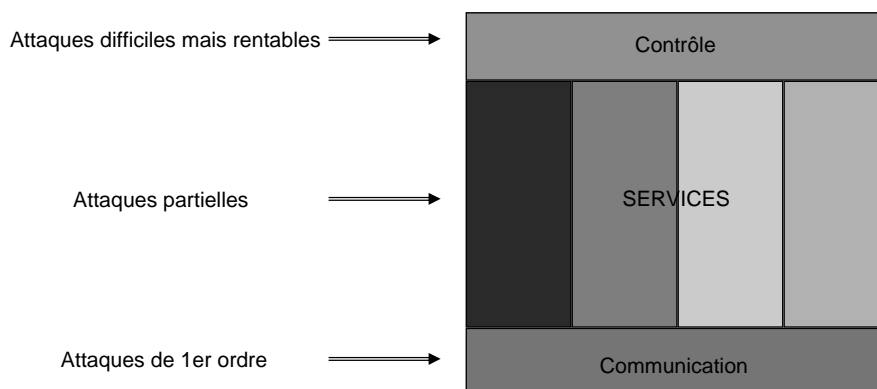 Attaques difficiles mais rentables
Contrôle
Attaques partielles
SERVICES
Attaques de 1er ordre
Communication